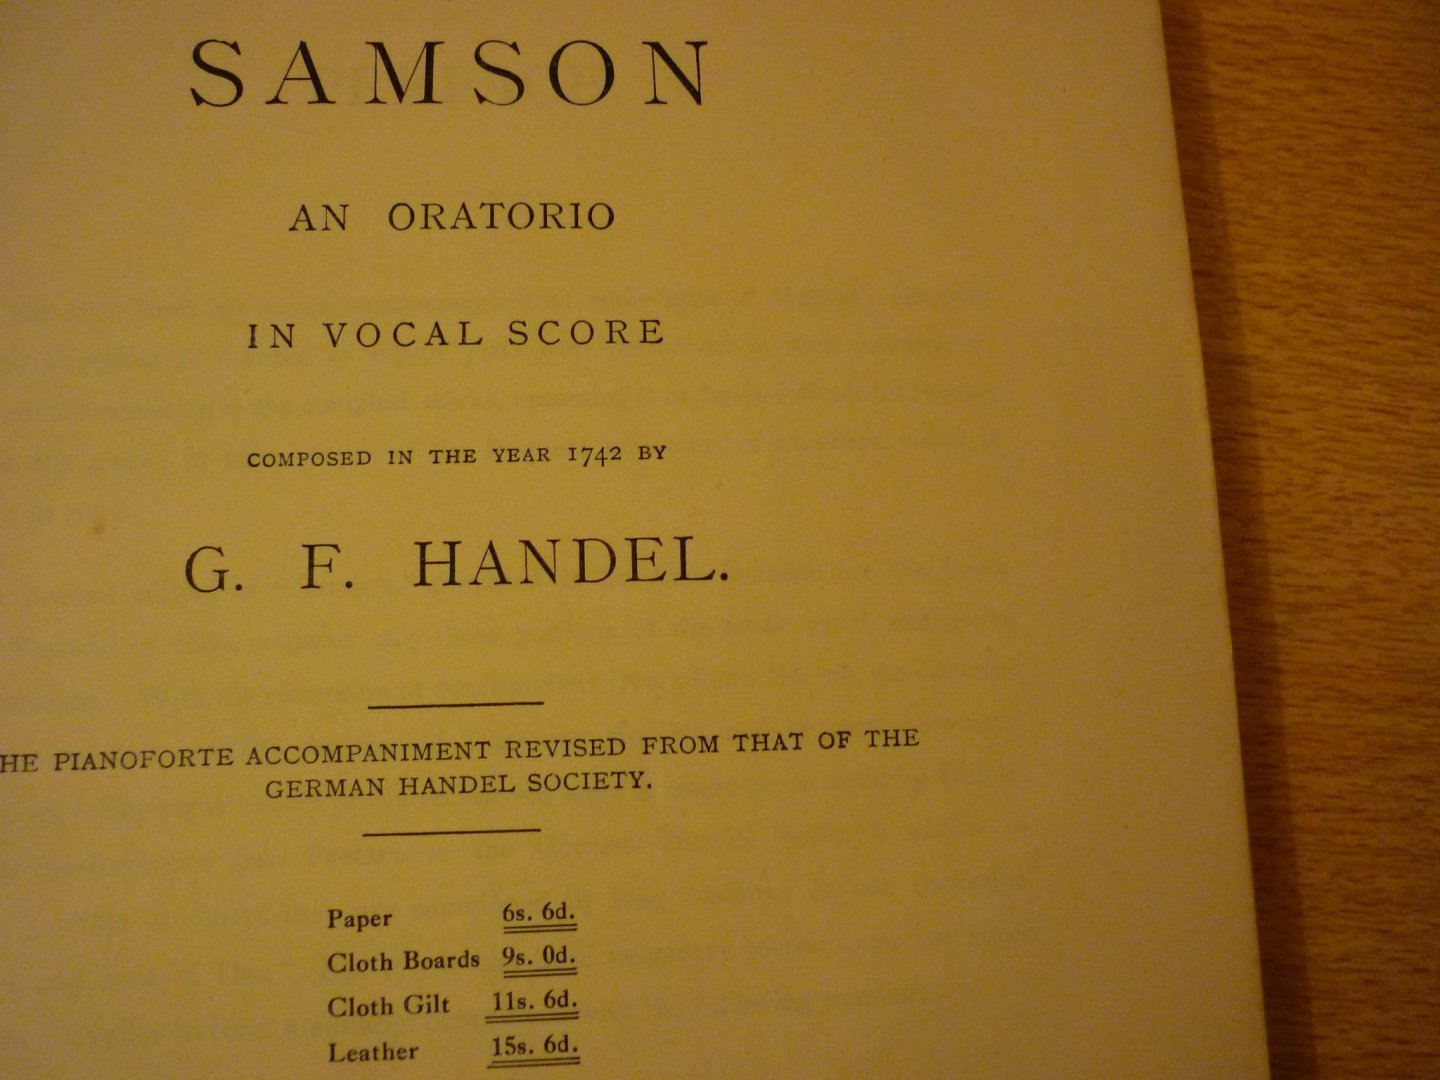 SAMSON
AN ORATORIO
IN VOCAL SCORE
COMPOSED IN THE YEAR 1742 BY
G. F. HANDEL.
HE PIANOFORTE ACCOMPANIMENT REVISED FROM THAT OF THE
GERMAN HANDEL SOCIETY.
Paper 6s. 6d.
Cloth Boards 9s. 0d.
Cloth Gilt 11s. 6d.
Leather 15s. 6d.